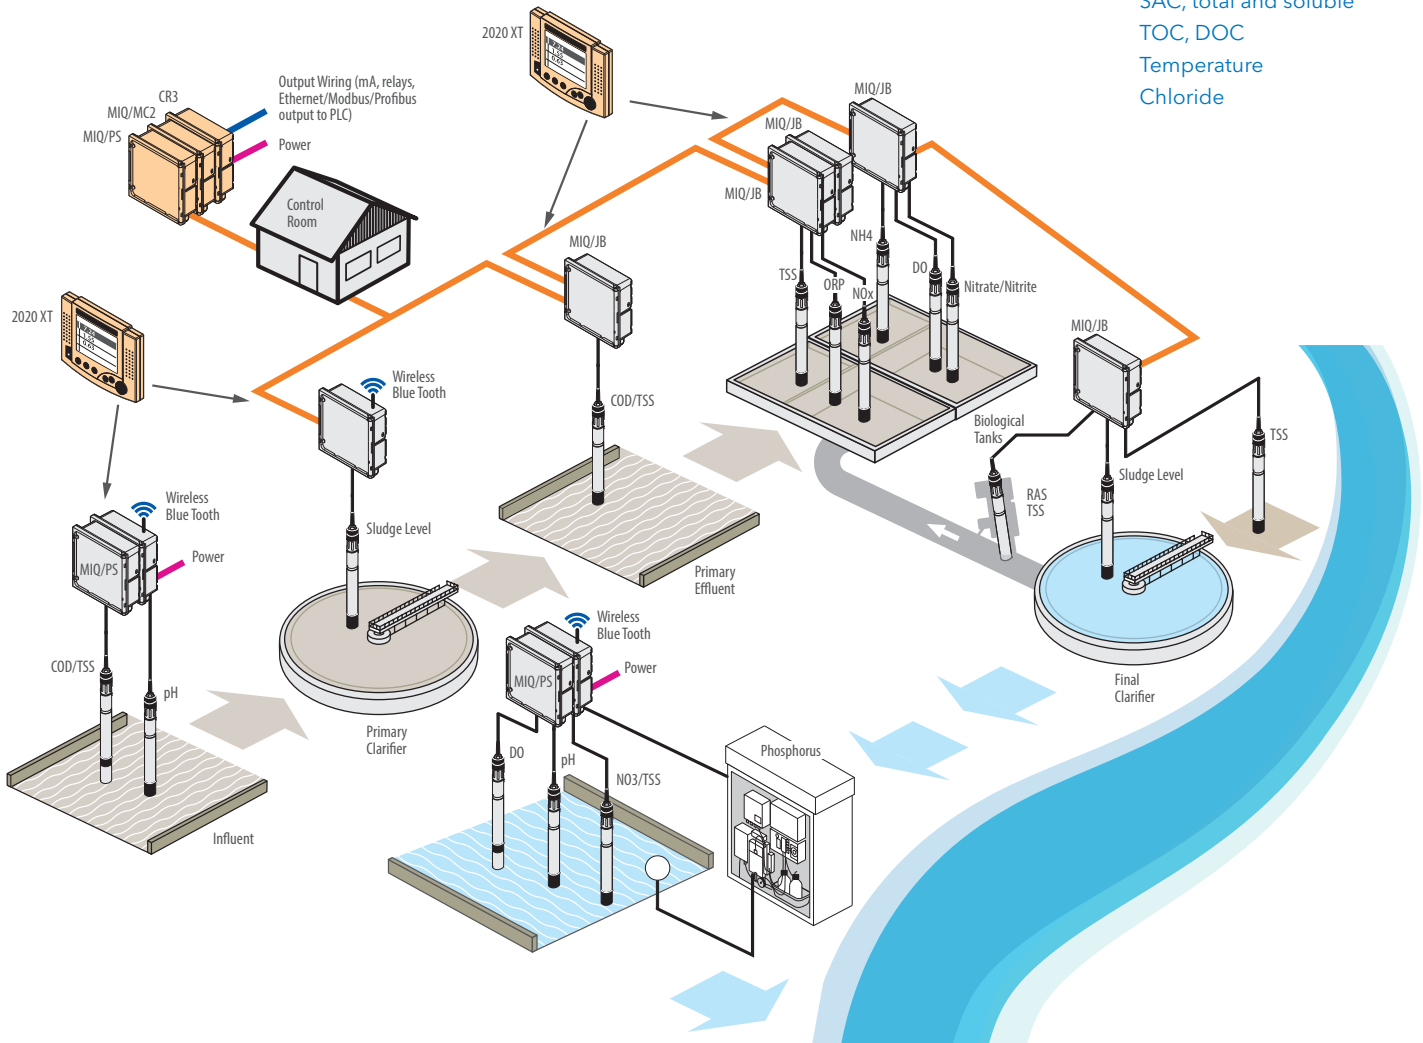 SAC, total and soluble
TOC, DOC
Temperature
Chloride
2020 XT
CR3
MIQ/MC2
MIQ/PS
Output Wiring (mA, relays,
Ethernet/Modbus/Profibus
output to PLC)
Power
Control
Room
MIQ/JB
MIQ/JB
MIQ/JB
MIQ/JB
NH4
TSS
ORP
NOx
DO
Nitrate/Nitrite
2020 XT
MIQ/JB
Wireless
Blue Tooth
COD/TSS
Biological
Tanks
TSS
Sludge Level
RAS
TSS
Wireless
Blue Tooth
Sludge Level
Power
MIQ/PS
Primary
Effluent
Wireless
Blue Tooth
Power
MIQ/PS
COD/TSS
pH
Final
Clarifier
Primary
Clarifier
DO
pH
NO3/TSS
Phosphorus
Influent